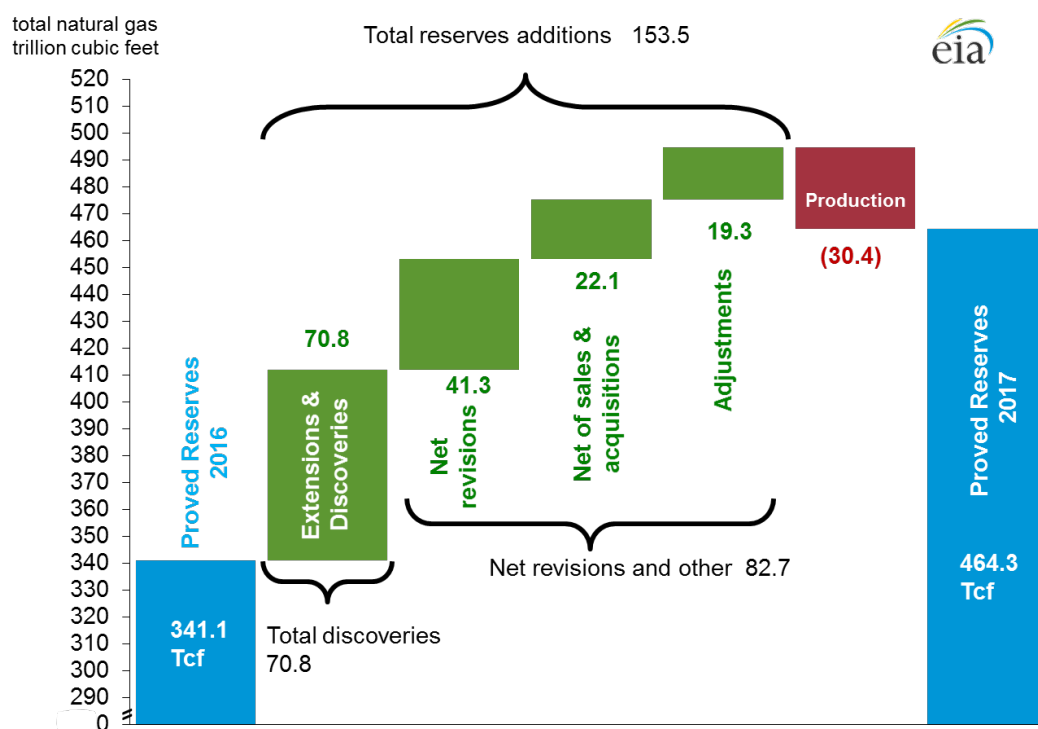 total natural gas
trillion cubic feet
Total reserves additions 153.5
eia
520
510
500
490
480
470
460
450
440
430
420
410
400
390
380
370
360
350
340
330
320
310
300
290
0
Proved Reserves
2016
341.1
Tcf
70.8
Extensions &
Discoveries
Total discoveries
70.8
41.3
Net
revisions
22.1
Net of sales &
acquisitions
19.3
Adjustments
Net revisions and other 82.7
Production
(30.4)
Proved Reserves
2017
464.3
Tcf